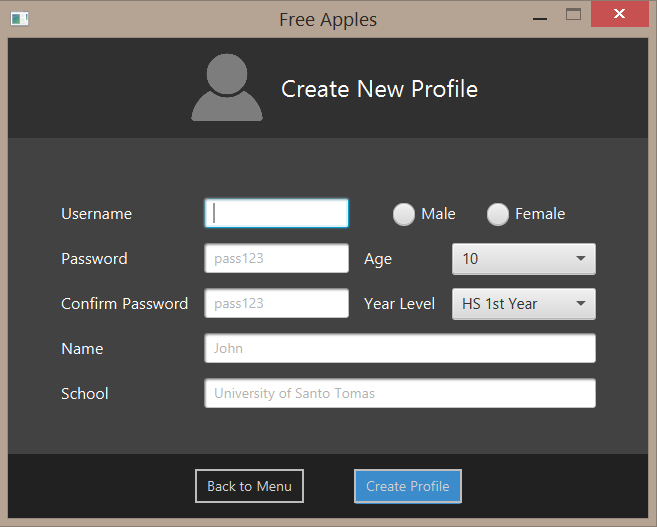 Free Apples
Create New Profile
Username Male Female
Password pass123 Age 10
Confirm Password pass123 Year Level HS 1st Year
Name John
School University of Santo Tomas
Back to Menu Create Profile